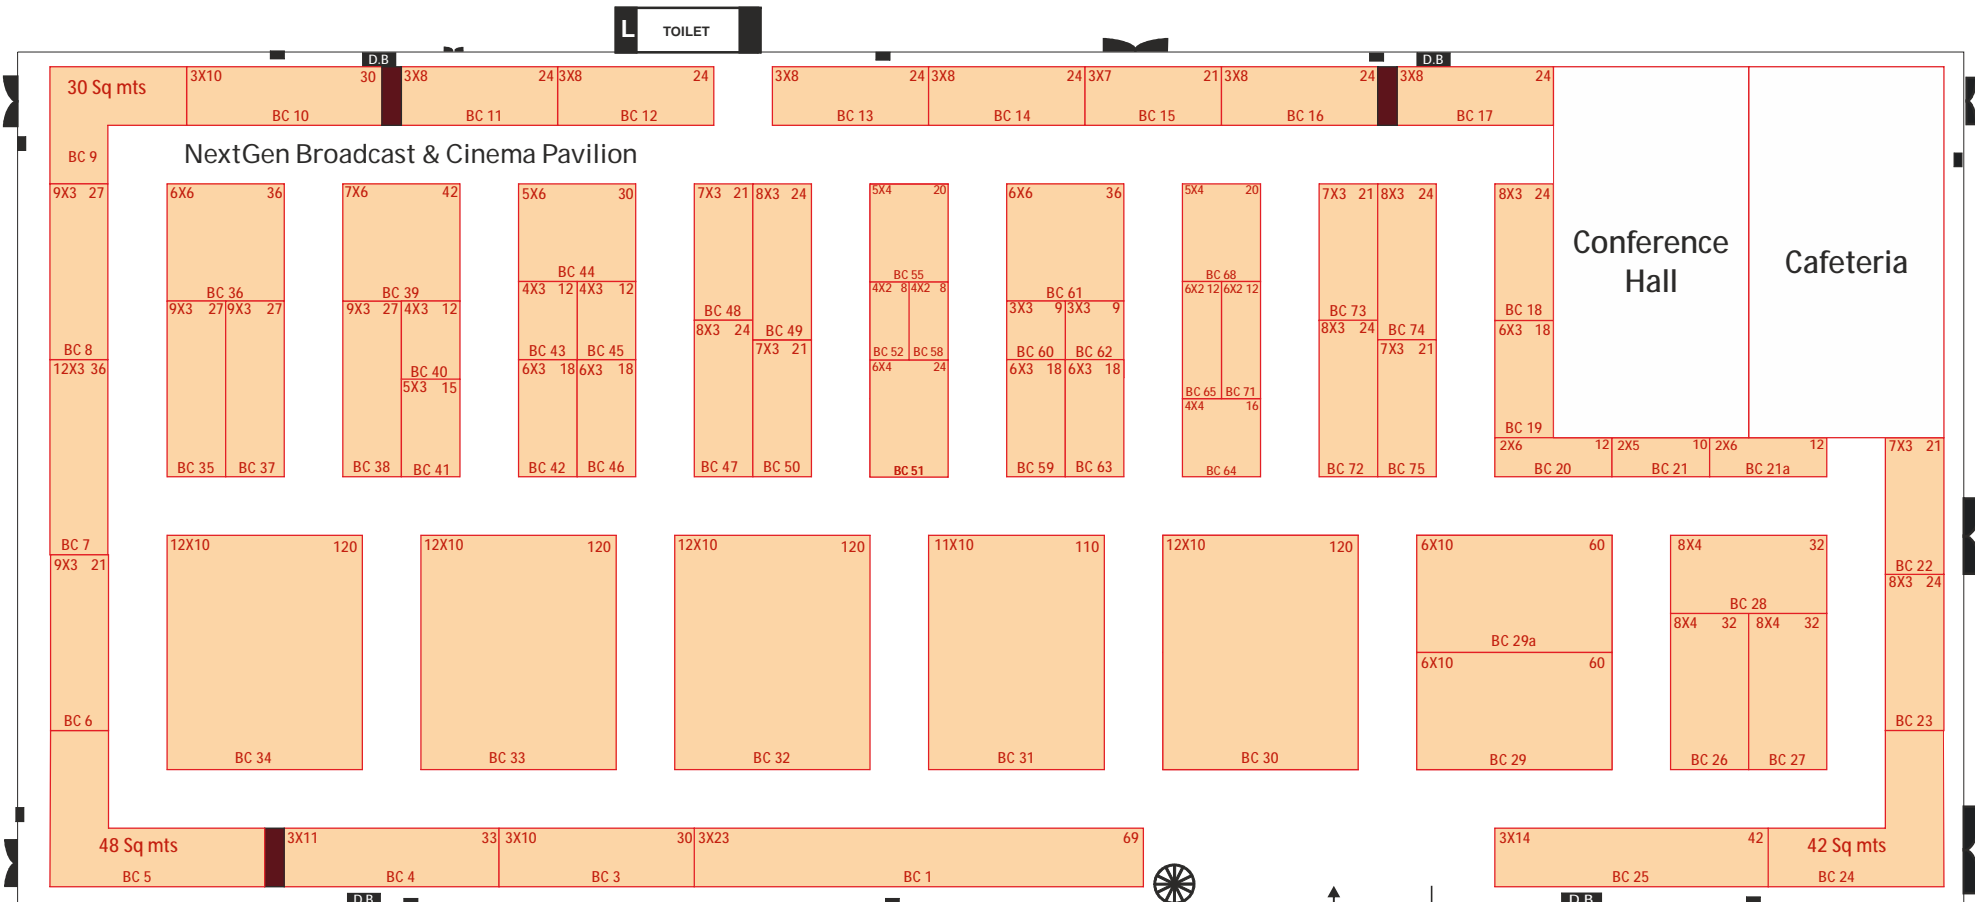 L TOILET
D.B D.B
30 Sq mts 3X10 30 3X8 24 3X8 24 3X8 24 3X8 24 3X7 21 3X8 24 3X8 24
BC 10 BC 11 BC 12 BC 13 BC 14 BC 15 BC 16 BC 17
BC 9
NextGen Broadcast & Cinema Pavilion
9X3 27 6X6 36 7X6 42 5X6 30 7X3 21 8X3 24 5X4 20 6X6 36 5X4 20 7X3 21 8X3 24 8X3 24
Conference
Hall
Cafeteria
BC 44 BC 55 BC 68
4X3 12 4X3 12 4X2 8 4X2 8 6X2 12 6X2 12
BC 36 BC 39 BC 61
9X3 27 9X3 27 9X3 27 4X3 12 3X3 9 3X3 9
BC 48 BC 73 BC 18
8X3 24 BC 49 8X3 24 BC 74 6X3 18
BC 8 BC 43 BC 45 7X3 21 BC 52 BC 58 BC 60 BC 62 7X3 21
12X3 36 BC 40 6X3 18 6X3 18 6X4 24 6X3 18 6X3 18
5X3 15 BC 65 BC 71
4X4 16
BC 19
2X6 12 2X5 10 2X6 12 7X3 21
BC 35 BC 37 BC 38 BC 41 BC 42 BC 46 BC 47 BC 50 BC 51 BC 59 BC 63 BC 64 BC 72 BC 75 BC 20 BC 21 BC 21a
BC 7 12X10 120 12X10 120 12X10 120 11X10 110 12X10 120 6X10 60 8X4 32
9X3 21 BC 22
8X3 24
BC 28
8X4 32 8X4 32
BC 29a
6X10 60
BC 6 BC 23
BC 34 BC 33 BC 32 BC 31 BC 30 BC 29 BC 26 BC 27
48 Sq mts 3X11 33 3X10 30 3X23 69 3X14 42 42 Sq mts
BC 5 BC 4 BC 3 BC 1 BC 25 BC 24
D.B D.B